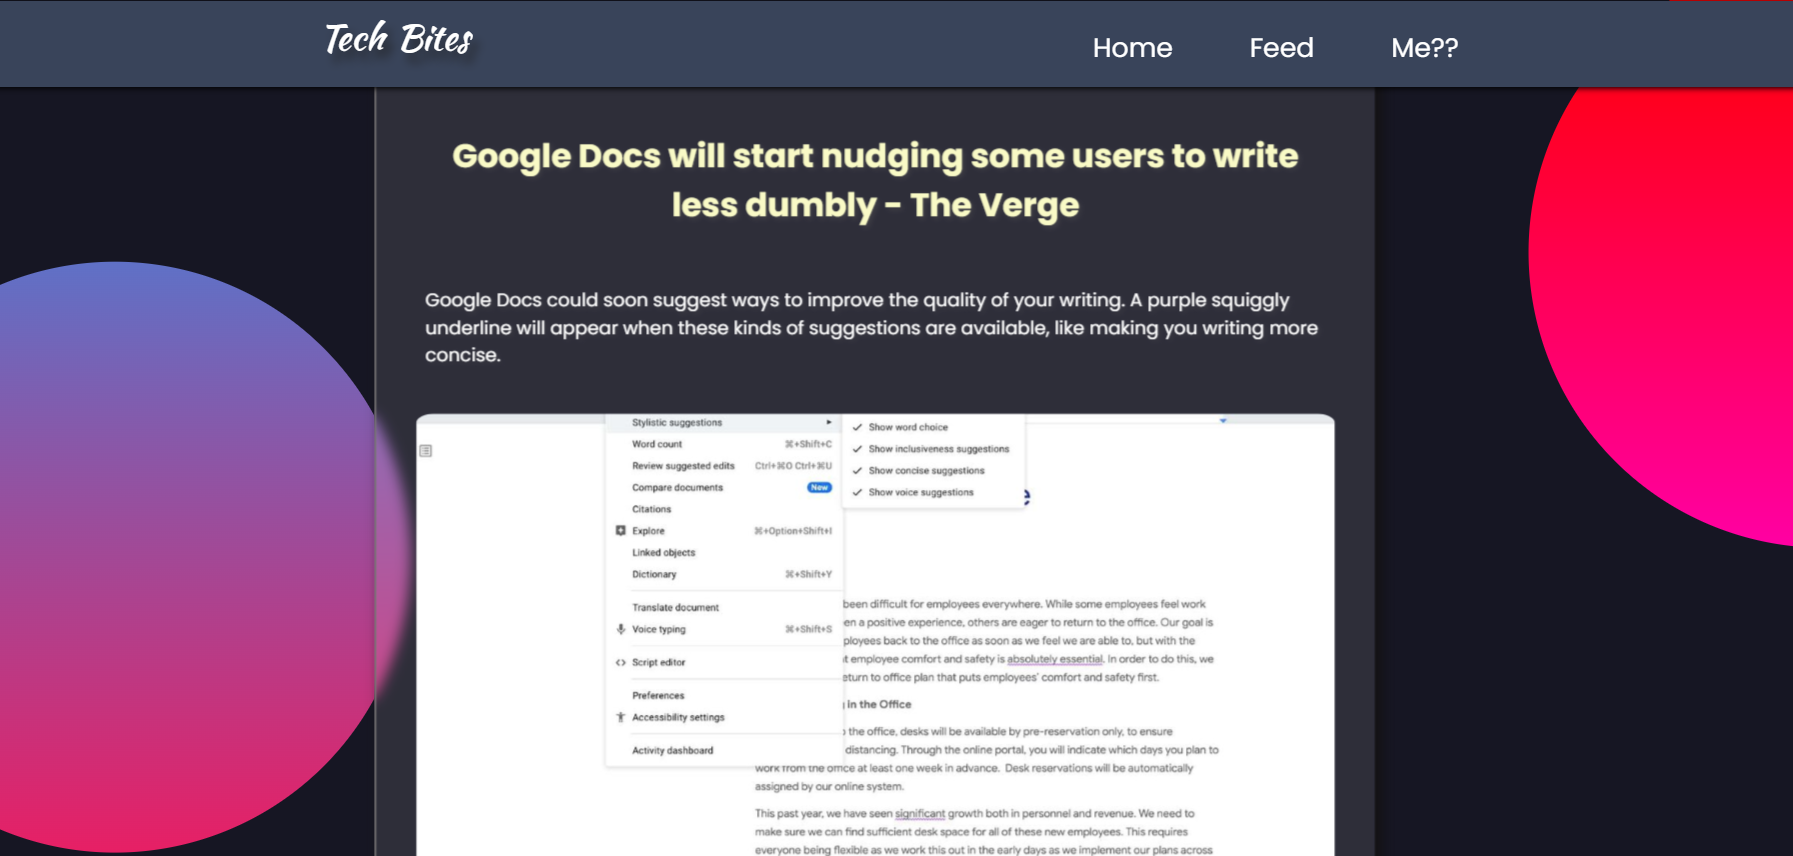 Tech Bites
Home Feed Me??
Google Docs will start nudging some users to write
less dumbly - The Verge
Google Docs could soon suggest ways to improve the quality of your writing. A purple squiggly
underline will appear when these kinds of suggestions are available, like making you writing more
concise.
Stylistic suggestions
Word count ⌘+Shift+C
Review suggested edits Ctrl+⌘O Ctrl+⌘U
Compare documents New
Citations
Explore ⌘+Option+Shift+I
Linked objects
Dictionary ⌘+Shift+Y
Translate document
Voice typing ⌘+Shift+S
Script editor
Preferences
Accessibility settings
Activity dashboard
Show word choice
Show inclusiveness suggestions
Show concise suggestions
Show voice suggestions
e
been difficult for employees everywhere. While some employees feel work
en a positive experience, others are eager to return to the office. Our goal is
ployees back to the office as soon as we feel we are able to, but with the
t employee comfort and safety is absolutely essential. In order to do this, we
eturn to office plan that puts employees' comfort and safety first.
in the Office
the office, desks will be available by pre-reservation only, to ensure
distancing. Through the online portal, you will indicate which days you plan to
work from the office at least one week in advance. Desk reservations will be automatically
assigned by our online system.
This past year, we have seen significant growth both in personnel and revenue. We need to
make sure we can find sufficient desk space for all of these new employees. This requires
everyone being flexible as we work this out in the early days as we implement our plans across